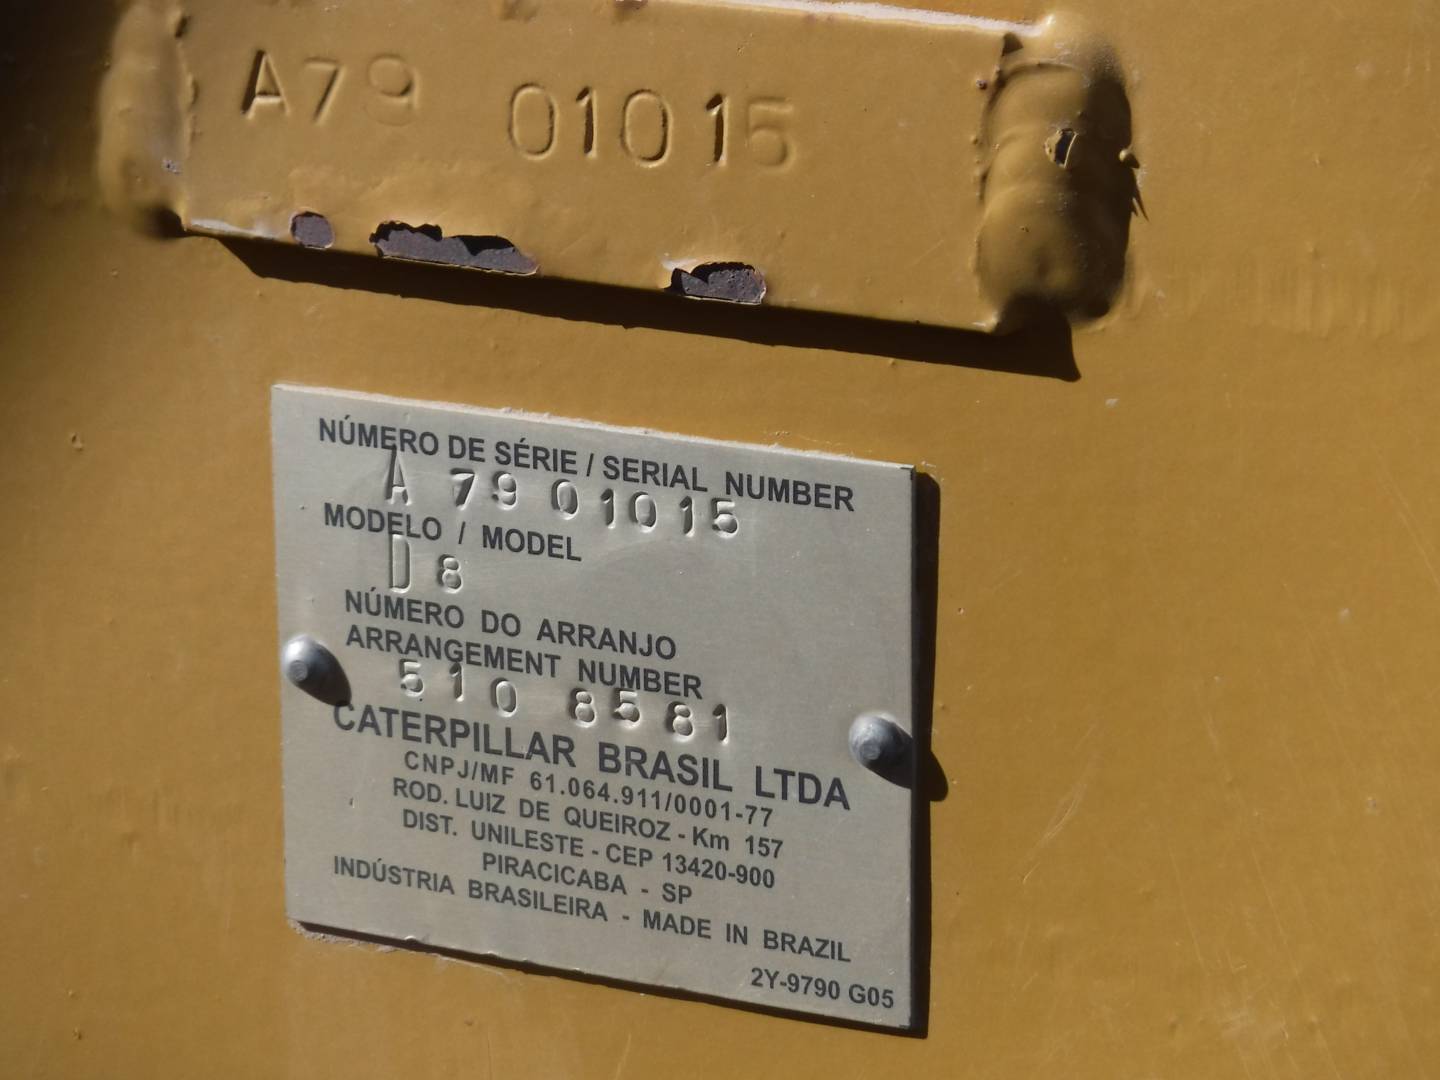 A79 01015
NÚMERO DE SÉRIE / SERIAL NUMBER
A 79 01015
MODELO / MODEL
D 8
NÚMERO DO ARRANJO
ARRANGEMENT NUMBER
510 8581
CATERPILLAR BRASIL LTDA
CNPJ/MF 61.064.911/0001-77
ROD. LUIZ DE QUEIROZ - Km 157
DIST. UNILESTE - CEP 13420-900
PIRACICABA - SP
INDÚSTRIA BRASILEIRA - MADE IN BRAZIL
2Y-9790 G05